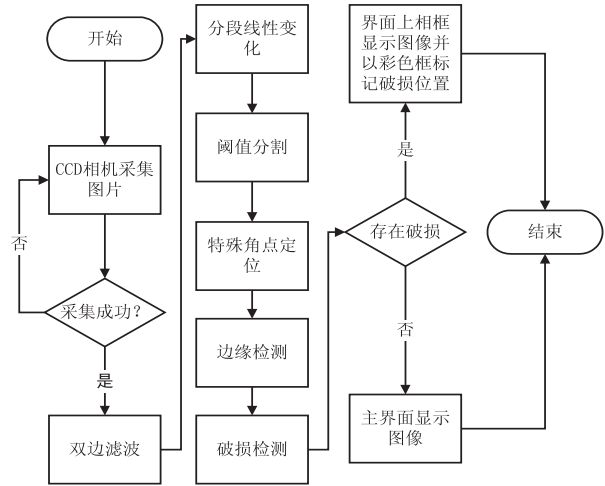 开始
CCD相机采集
图片
否
采集成功?
是
双边滤波
分段线性变
化
阈值分割
特殊角点定
位
边缘检测
破损检测
界面上相框
显示图像并
以彩色框标
记破损位置
是
存在破损
否
主界面显示
图像
结束